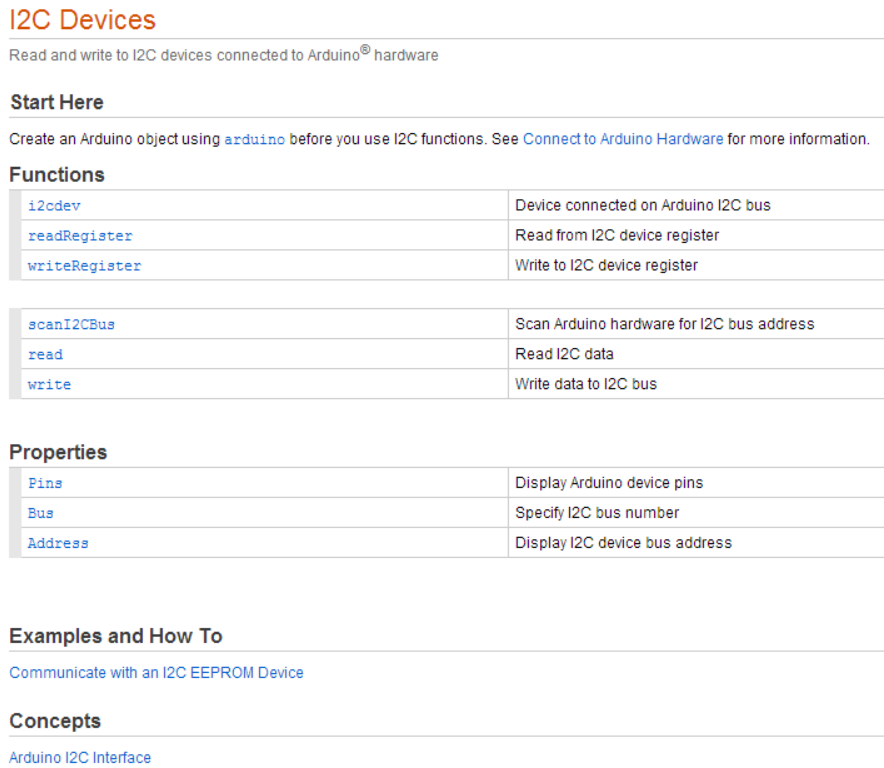 I2C Devices
Read and write to I2C devices connected to Arduino® hardware
Start Here
Create an Arduino object using arduino before you use I2C functions. See Connect to Arduino Hardware for more information.
Functions
i2cdev Device connected on Arduino I2C bus
readRegister Read from I2C device register
writeRegister Write to I2C device register
scanI2CBus Scan Arduino hardware for I2C bus address
read Read I2C data
write Write data to I2C bus
Properties
Pins Display Arduino device pins
Bus Specify I2C bus number
Address Display I2C device bus address
Examples and How To
Communicate with an I2C EEPROM Device
Concepts
Arduino I2C Interface